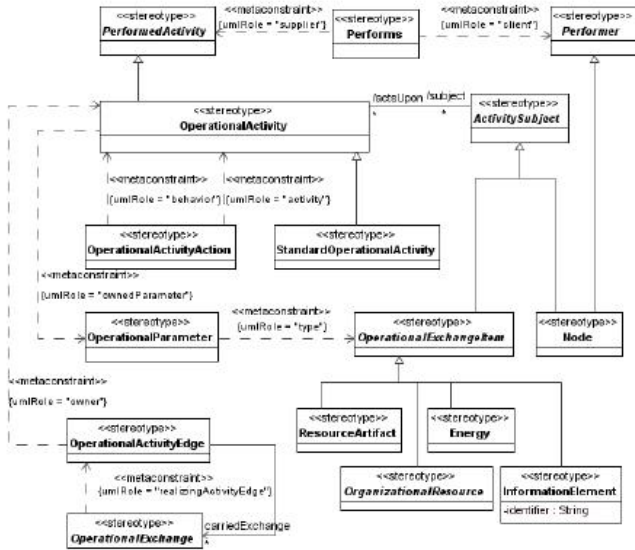 <<stereotype>>
PerformedActivity
<<metaconstraint>>
{umlRole = "supplier"}
<<stereotype>>
Performs
<<metaconstraint>>
{umlRole = "client"}
<<stereotype>>
Performer
<<stereotype>>
OperationalActivity
/actsUpon
*
/subject
*
<<stereotype>>
ActivitySubject
<<metaconstraint>>
{umlRole = "behavior"}
<<metaconstraint>>
{umlRole = "activity"}
<<stereotype>>
OperationalActivityAction
<<stereotype>>
StandardOperationalActivity
<<metaconstraint>>
{umlRole = "ownedParameter"}
<<stereotype>>
OperationalParameter
<<metaconstraint>>
{umlRole = "type"}
<<stereotype>>
OperationalExchangeItem
<<stereotype>>
Node
<<metaconstraint>>
{umlRole = "owner"}
<<stereotype>>
ResourceArtifact
<<stereotype>>
Energy
<<stereotype>>
OperationalActivityEdge
<<metaconstraint>>
{umlRole = "realizingActivityEdge"}
<<stereotype>>
OrganizationalResource
<<stereotype>>
InformationElement
-identifier : String
<<stereotype>>
OperationalExchange
carriedExchange
*